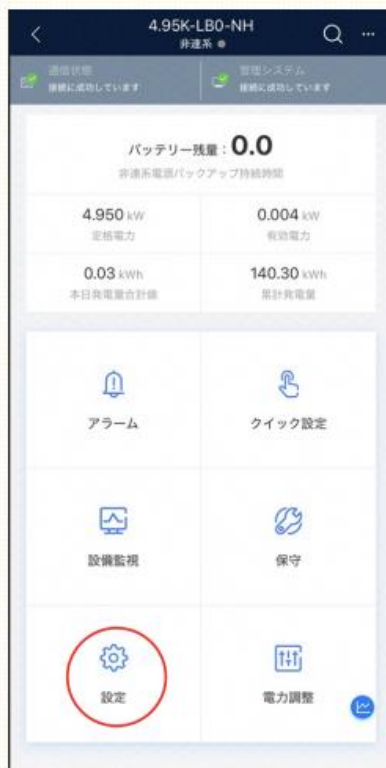 4.95K-LB0-NH
非連系
通信状態
接続に成功しています
管理システム
接続に成功しています
バッテリー残量：0.0
非連系電源バックアップ持続時間
4.950 kW
定格電力
0.004 kW
有効電力
0.03 kWh
本日発電量合計値
140.30 kWh
累計発電量
アラーム
クイック設定
設備監視
保守
設定
電力調整